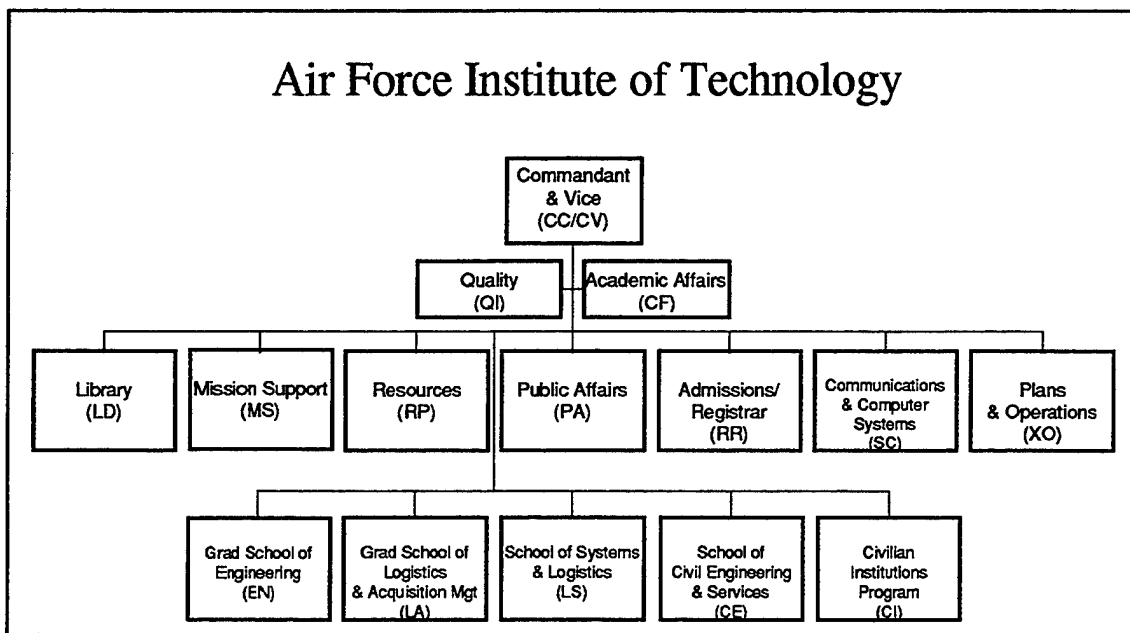 Air Force Institute of Technology
Commandant
& Vice
(CC/CV)
Quality
(QI)
Academic Affairs
(CF)
Library
(LD)
Mission Support
(MS)
Resources
(RP)
Public Affairs
(PA)
Admissions/
Registrar
(RR)
Communications
& Computer
Systems
(SC)
Plans
& Operations
(XO)
Grad School of
Engineering
(EN)
Grad School of
Logistics
& Acquisition Mgt
(LA)
School of Systems
& Logistics
(LS)
School of
Civil Engineering
& Services
(CE)
Civilian
Institutions
Program
(CI)